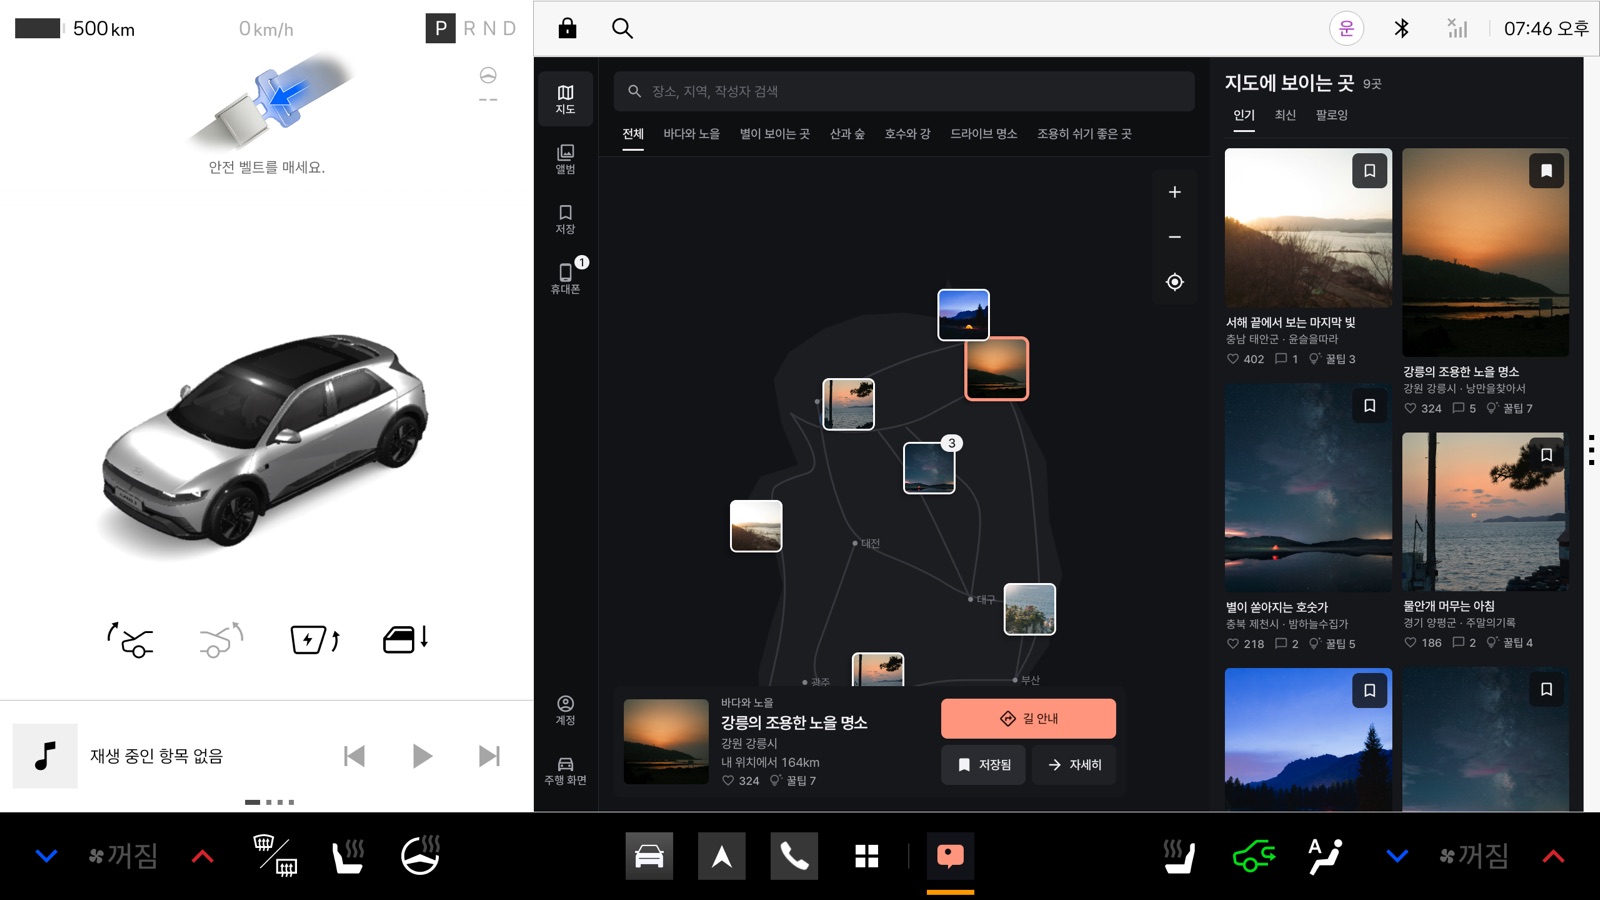 500 km
0 km/h
P R N D
--
안전 벨트를 매세요.
재생 중인 항목 없음
운
07:46 오후
지도
앨범
저장
휴대폰
1
계정
주행 화면
장소, 지역, 작성자 검색
전체 바다와 노을 별이 보이는 곳 산과 숲 호수와 강 드라이브 명소 조용히 쉬기 좋은 곳
+
−
3
대전
대구
광주
부산
바다와 노을
강릉의 조용한 노을 명소
강원 강릉시
내 위치에서 164km
324 꿀팁 7
길 안내
저장됨
자세히
지도에 보이는 곳 9곳
인기 최신 팔로잉
서해 끝에서 보는 마지막 빛
충남 태안군 · 윤슬을따라
402 1 꿀팁 3
강릉의 조용한 노을 명소
강원 강릉시 · 낭만을찾아서
324 5 꿀팁 7
별이 쏟아지는 호숫가
충북 제천시 · 밤하늘수집가
218 2 꿀팁 5
물안개 머무는 아침
경기 양평군 · 주말의기록
186 2 꿀팁 4
꺼짐
A
꺼짐